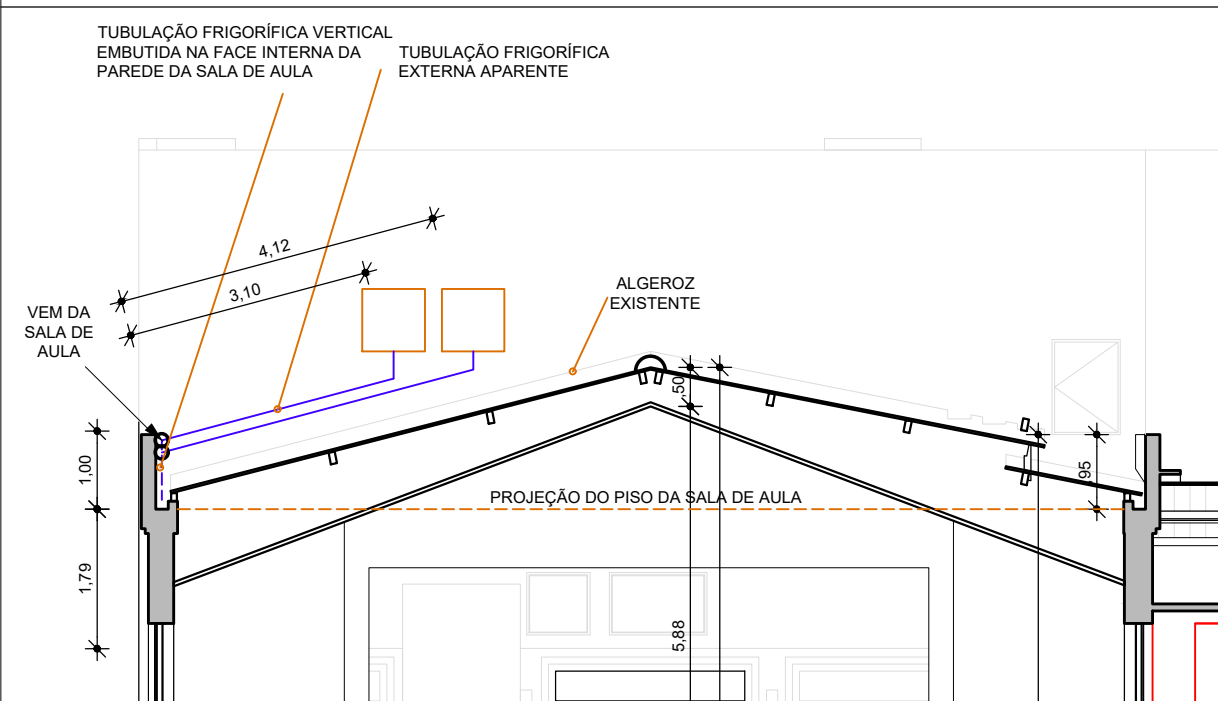 TUBULAÇÃO FRIGORÍFICA VERTICAL
EMBUTIDA NA FACE INTERNA DA
PAREDE DA SALA DE AULA
TUBULAÇÃO FRIGORÍFICA
EXTERNA APARENTE
4,12
3,10
ALGEROZ
EXISTENTE
VEM DA
SALA DE
AULA
,50
1,00
,95
PROJEÇÃO DO PISO DA SALA DE AULA
1,79
5,88